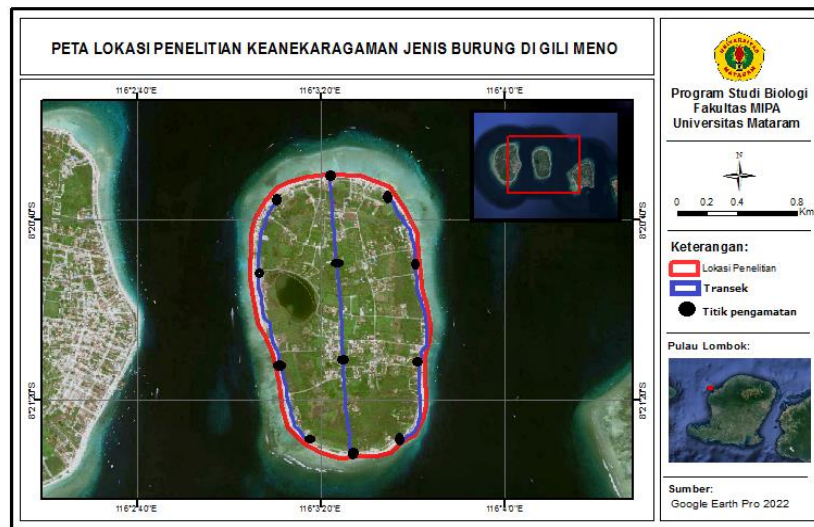 PETA LOKASI PENELITIAN KEANEKARAGAMAN JENIS BURUNG DI GILI MENO
116°2'40"E
116°3'20"E
116°4'0"E
8°20'40"S
8°21'20"S
8°20'40"S
8°21'20"S
116°2'40"E
116°3'20"E
116°4'0"E
UNIVERSITAS
MATARAM
Program Studi Biologi
Fakultas MIPA
Universitas Mataram
N
0 0.2 0.4 0.8
Km
Keterangan:
Lokasi Penelitian
Transek
Titik pengamatan
Pulau Lombok:
Sumber:
Google Earth Pro 2022